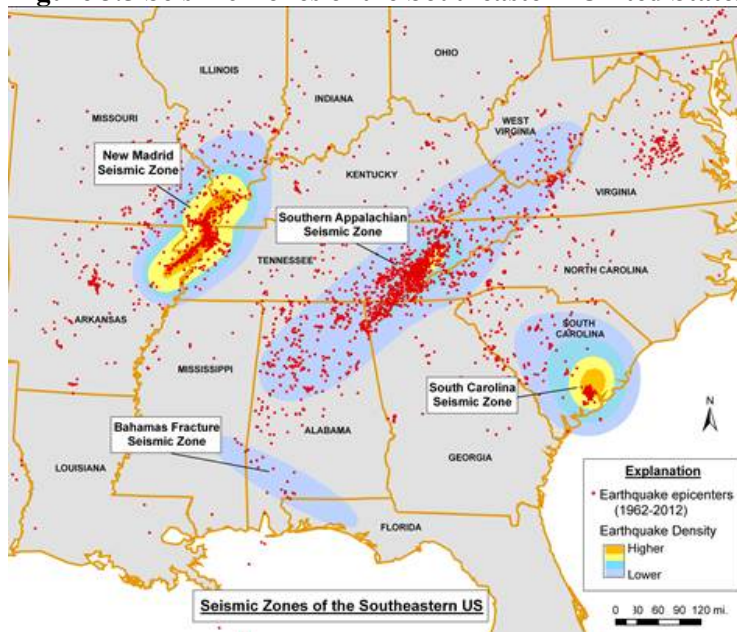 OHIO
ILLINOIS
INDIANA
MISSOURI
WEST
VIRGINIA
New Madrid
Seismic Zone
KENTUCKY
VIRGINIA
Southern Appalachian
Seismic Zone
TENNESSEE
NORTH CAROLINA
ARKANSAS
SOUTH
CAROLINA
MISSISSIPPI
South Carolina
Seismic Zone
N
Bahamas Fracture
Seismic Zone
ALABAMA
GEORGIA
LOUISIANA
Explanation
Earthquake epicenters
(1962-2012)
Earthquake Density
Higher
Lower
FLORIDA
Seismic Zones of the Southeastern US
0 30 60 90 120 mi.